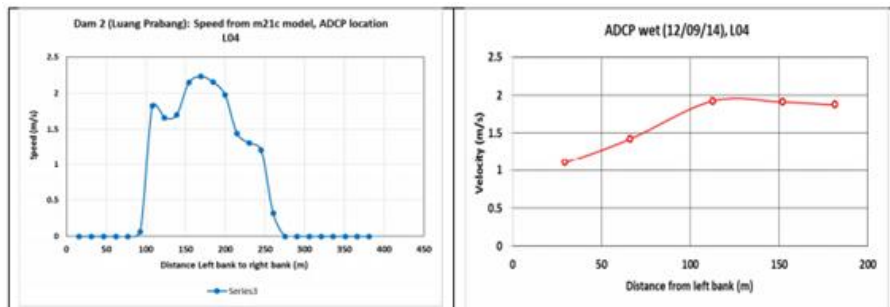 Dam 2 (Luang Prabang): Speed from m21c model, ADCP location
L04
2.5
2
1.5
1
0.5
0
Speed (m/s)
0 50 100 150 200 250 300 350 400 450
Distance Left bank to right bank (m)
Series3
ADCP wet (12/09/14), L04
2.5
2
1.5
1
0.5
0
Velocity (m/s)
0 50 100 150 200
Distance from left bank (m)